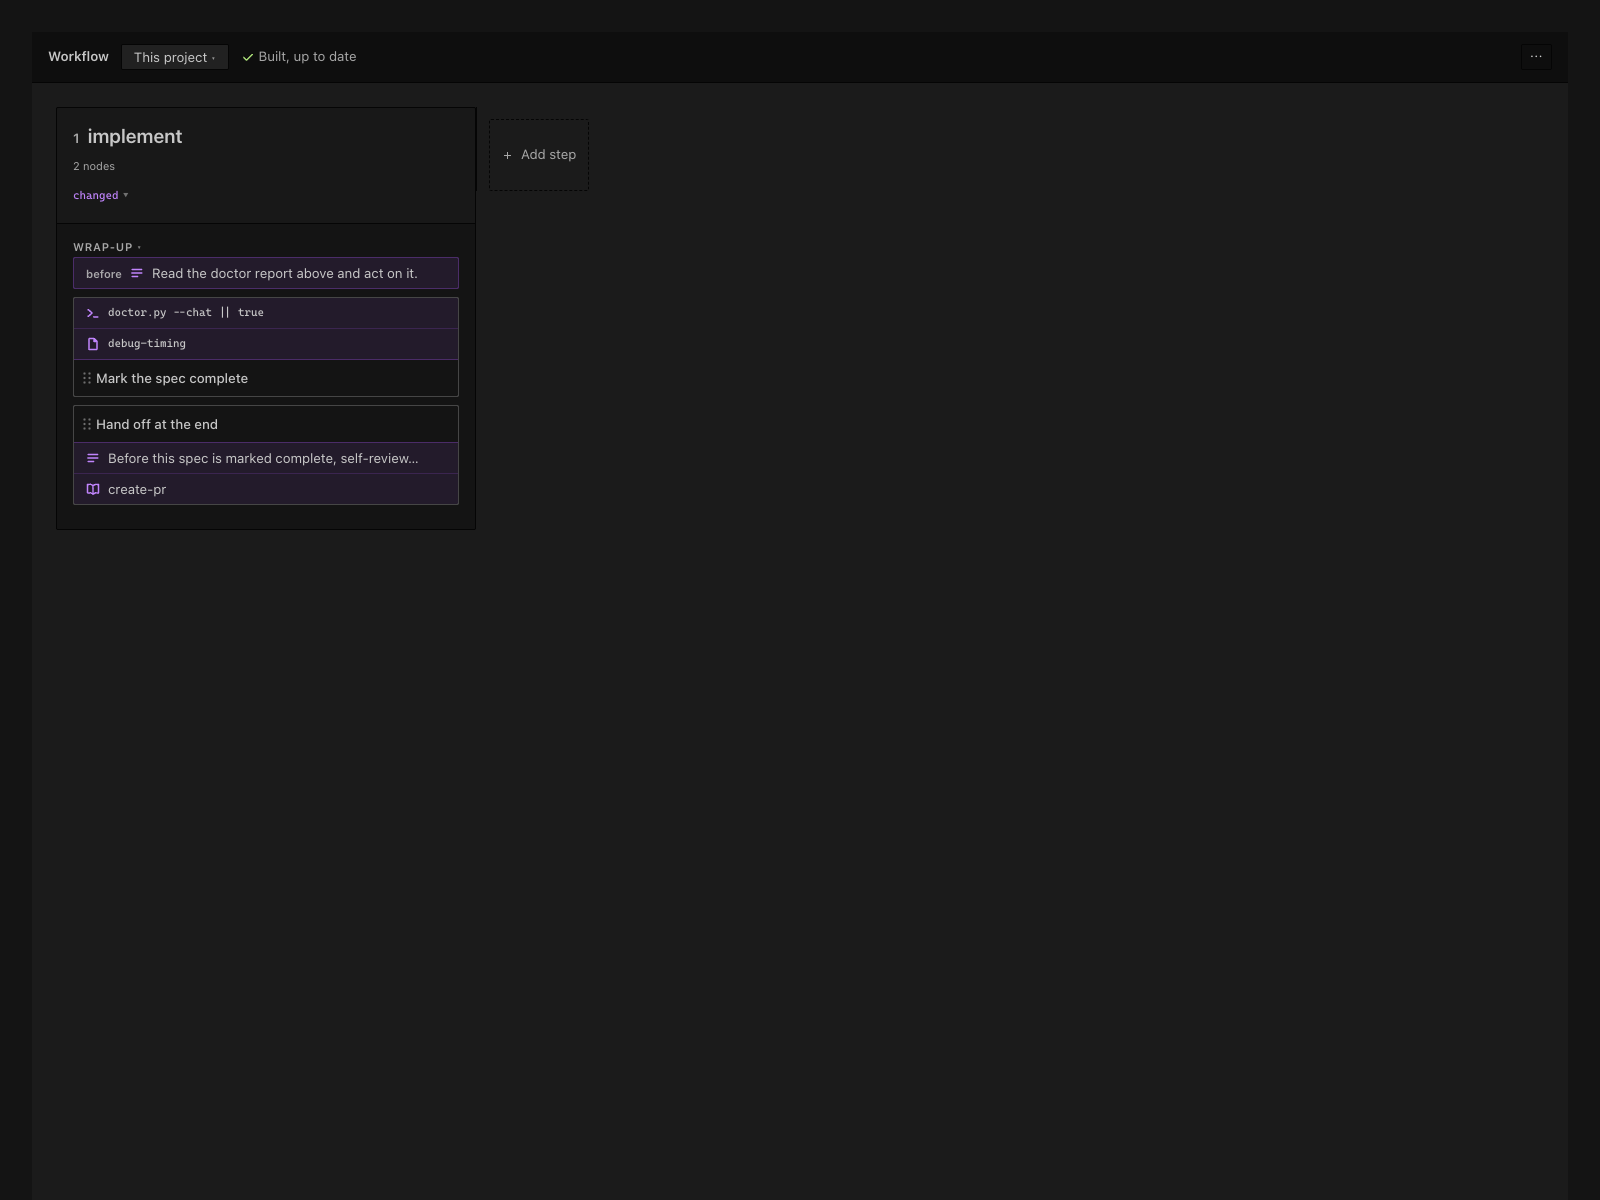 Workflow This project Built, up to date ...
1 implement
2 nodes
changed
+ Add step
WRAP-UP
before Read the doctor report above and act on it.
doctor.py --chat || true
debug-timing
Mark the spec complete
Hand off at the end
Before this spec is marked complete, self-review...
create-pr